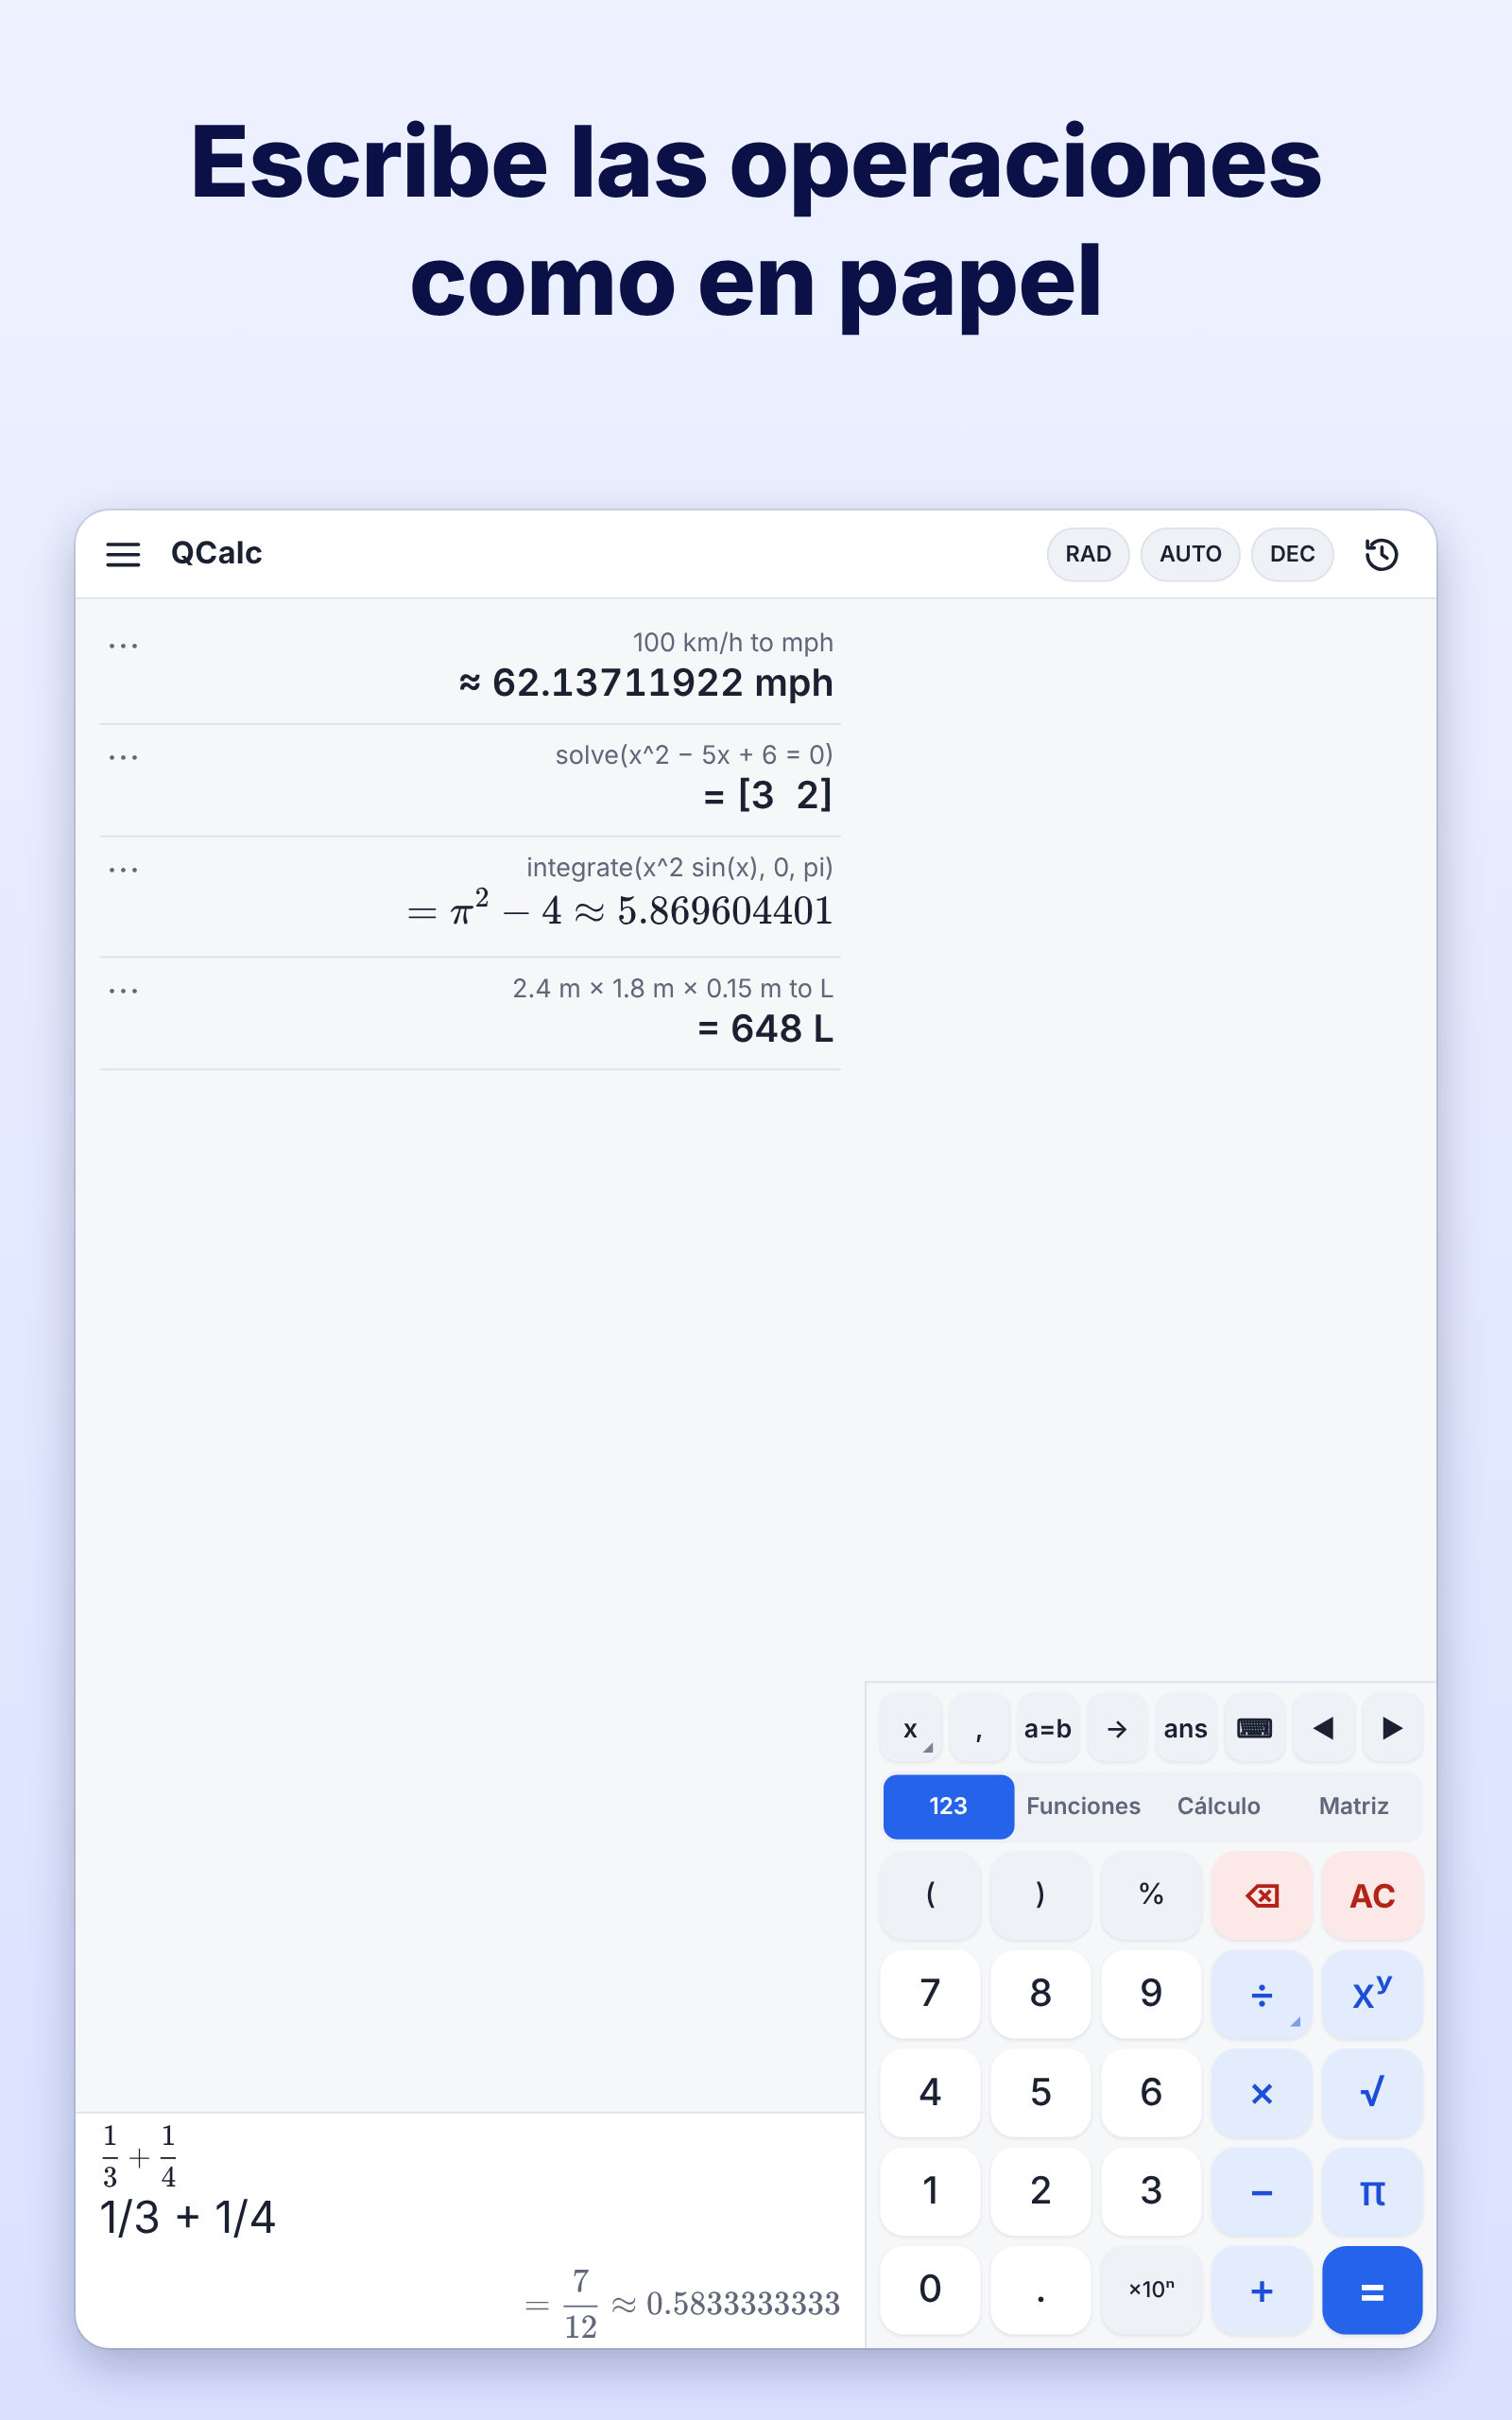 Escribe las operaciones
como en papel
QCalc
RAD AUTO DEC
... 100 km/h to mph
≈ 62.13711922 mph
... solve(x^2 − 5x + 6 = 0)
= [3 2]
... integrate(x^2 sin(x), 0, pi)
= π² − 4 ≈ 5.869604401
... 2.4 m × 1.8 m × 0.15 m to L
= 648 L
x , a=b → ans ⌨ ◀ ▶
123 Funciones Cálculo Matriz
( ) % ⌫ AC
7 8 9 ÷ xʸ
4 5 6 × √
1 2 3 − π
0 . ×10ⁿ + =
1/3 + 1/4
1/3 + 1/4
= 7/12 ≈ 0.5833333333